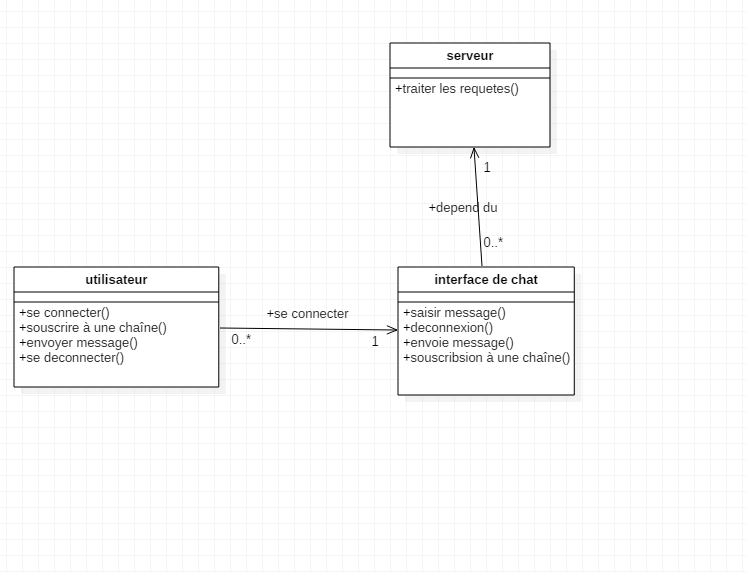 serveur
+traiter les requetes()
1
+depend du
0..*
utilisateur
+se connecter()
+souscrire à une chaîne()
+envoyer message()
+se deconnecter()
+se connecter
0..*
1
interface de chat
+saisir message()
+deconnexion()
+envoie message()
+souscribsion à une chaîne()